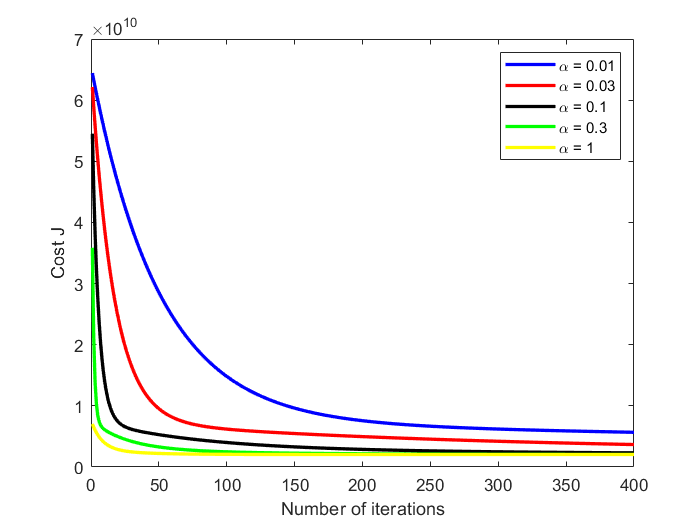 ×10^10
7
6
5
4
3
2
1
0
Cost J
0 50 100 150 200 250 300 350 400
Number of iterations
α = 0.01
α = 0.03
α = 0.1
α = 0.3
α = 1